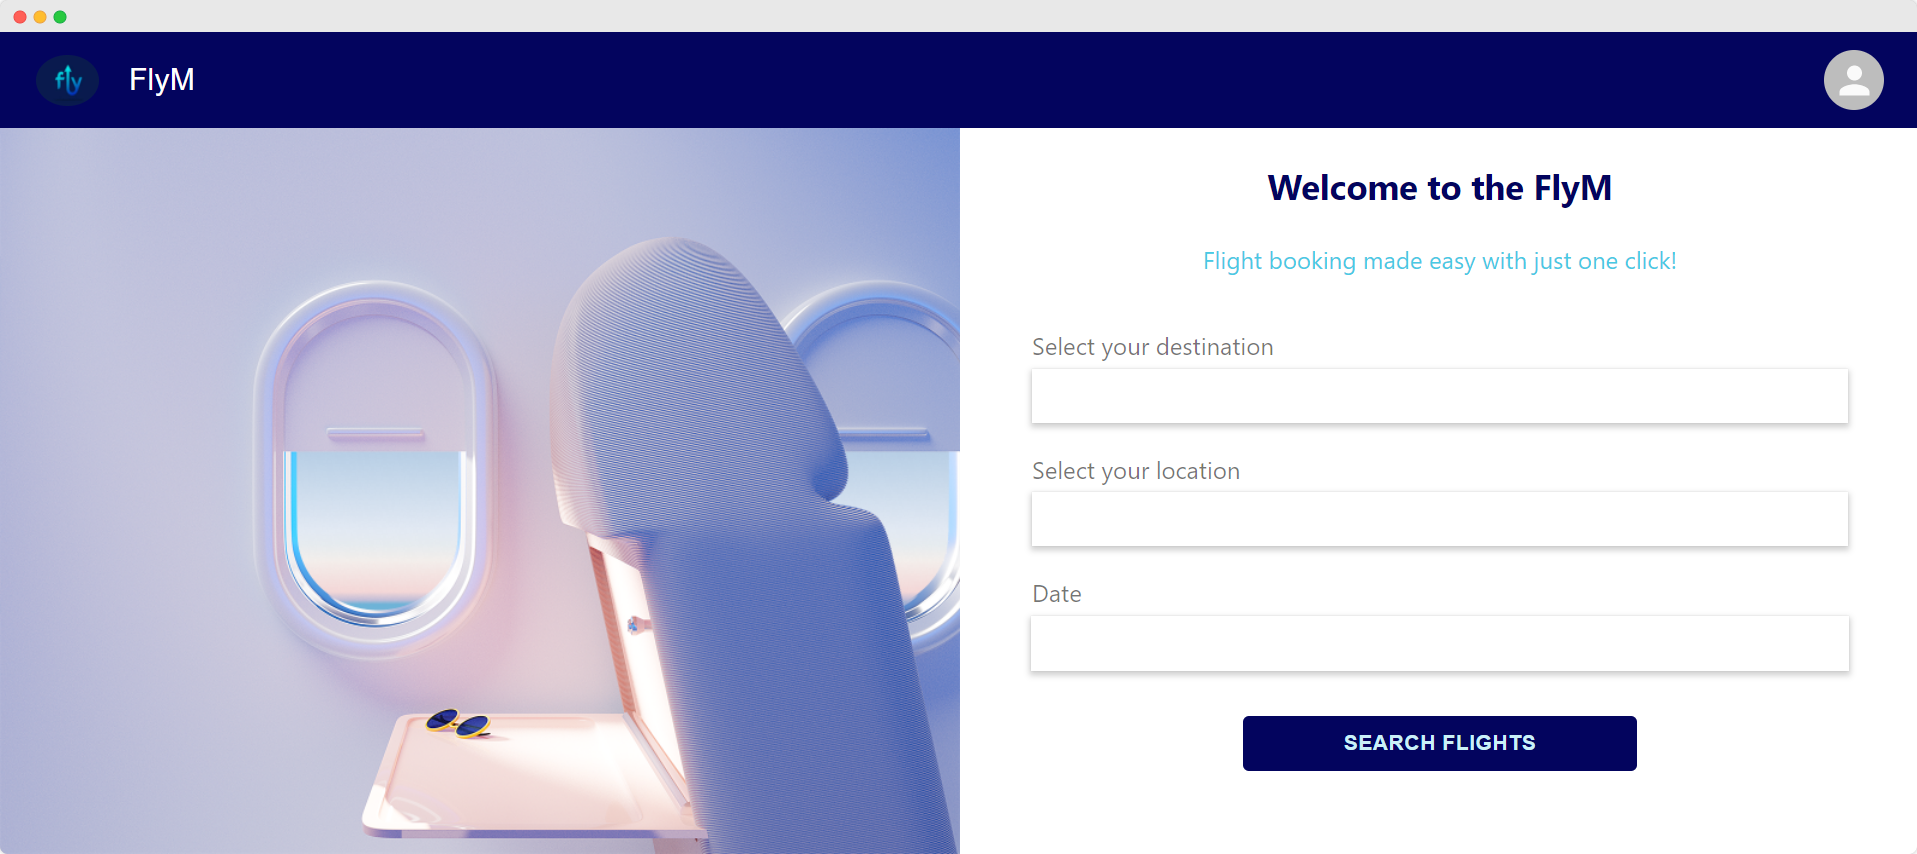 fly
FlyM
Welcome to the FlyM
Flight booking made easy with just one click!
Select your destination
Select your location
Date
SEARCH FLIGHTS